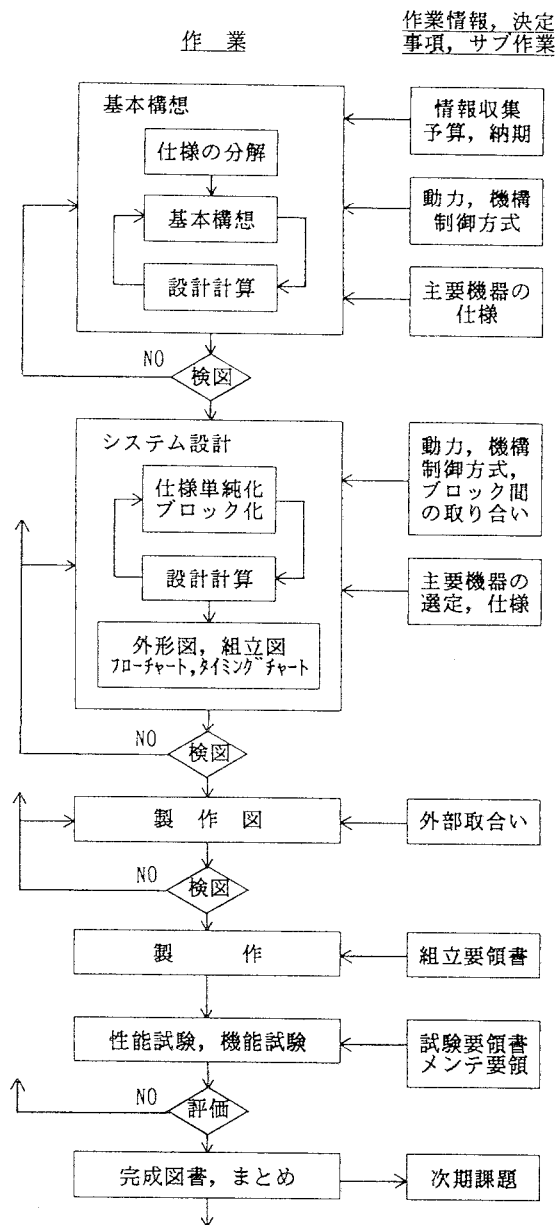 作業
作業情報, 決定
事項, サブ作業
基本構想
仕様の分解
基本構想
設計計算
情報収集
予算, 納期
動力, 機構
制御方式
主要機器の
仕様
NO
検図
システム設計
仕様単純化
ブロック化
設計計算
外形図, 組立図
フローチャート,タイミングチャート
動力, 機構
制御方式,
ブロック間
の取り合い
主要機器の
選定, 仕様
NO
検図
製作図
外部取合い
NO
検図
製作
組立要領書
性能試験, 機能試験
試験要領書
メンテ要領
NO
評価
完成図書, まとめ
次期課題